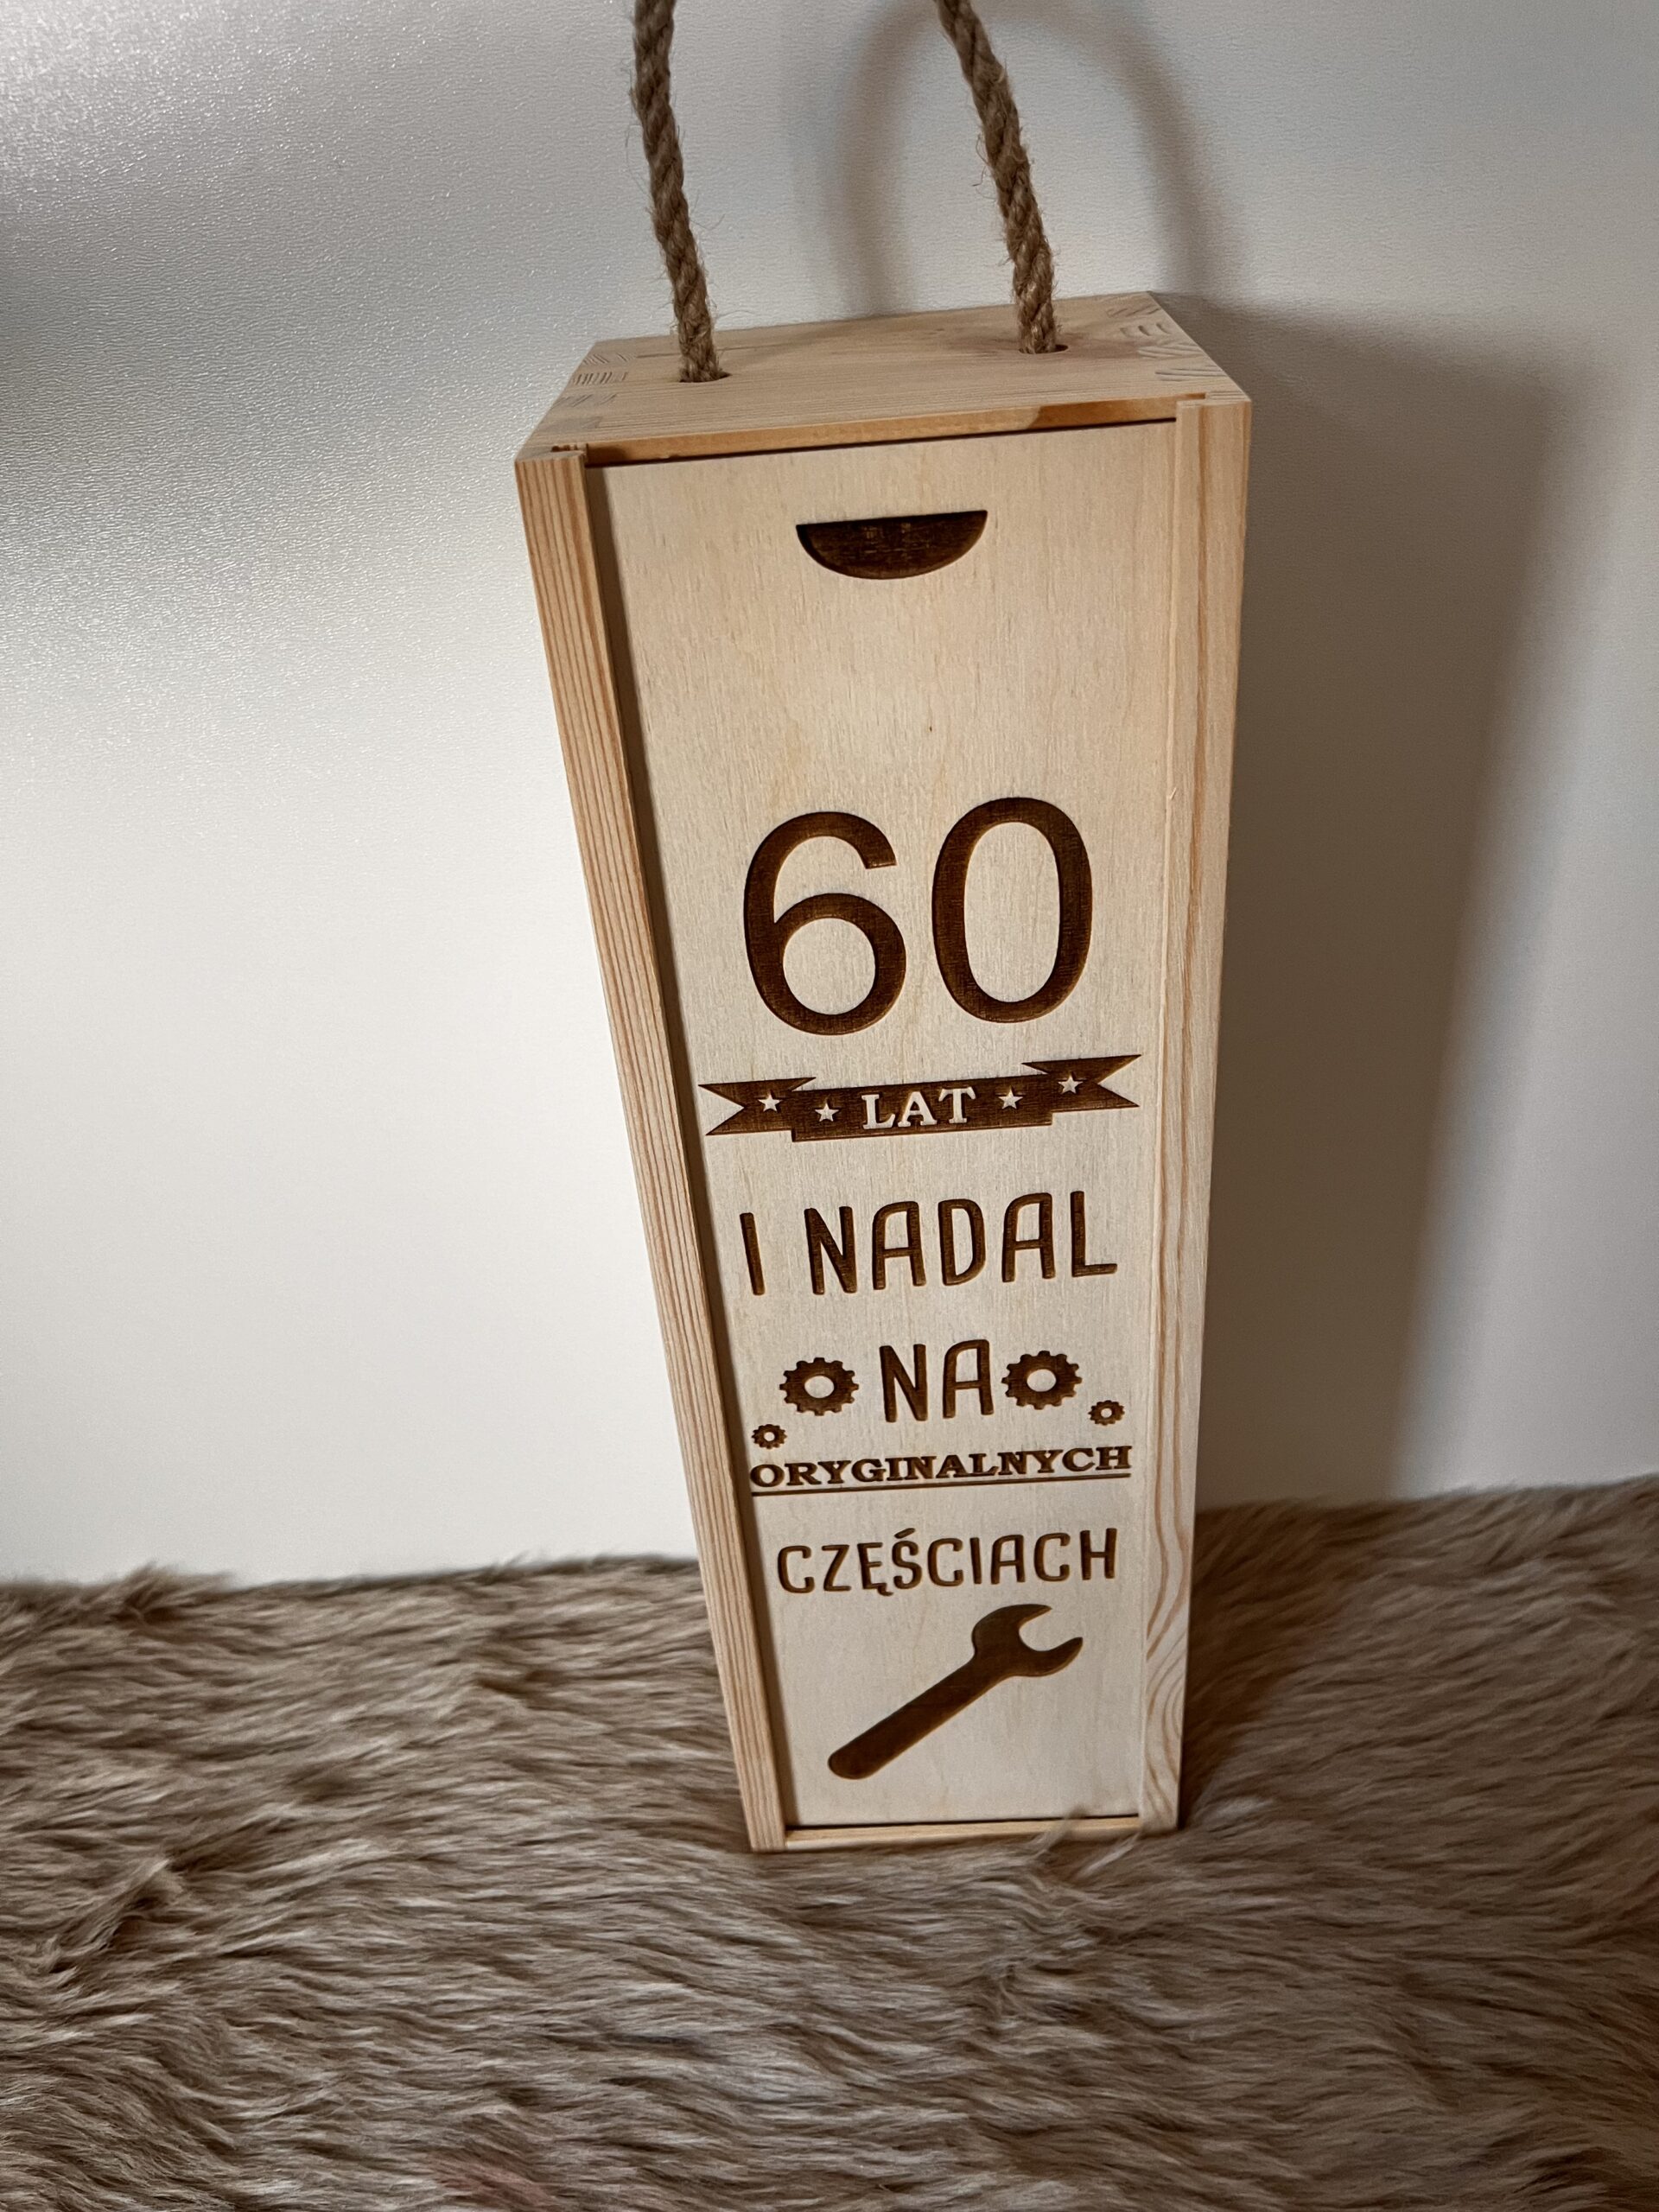 60
LAT
I NADAL
NA
ORYGINALNYCH
CZĘŚCIACH